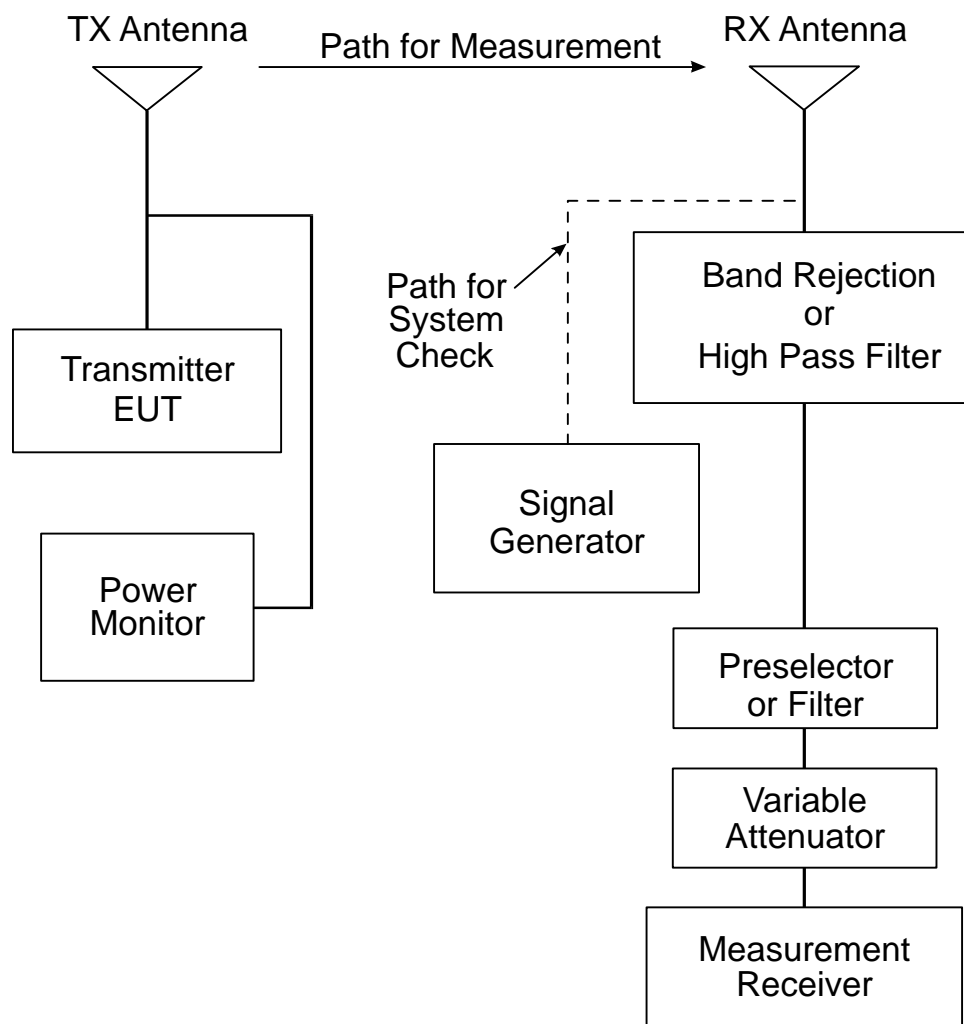 TX Antenna
Path for Measurement
RX Antenna
Path for
System
Check
Band Rejection
or
High Pass Filter
Transmitter
EUT
Signal
Generator
Power
Monitor
Preselector
or Filter
Variable
Attenuator
Measurement
Receiver